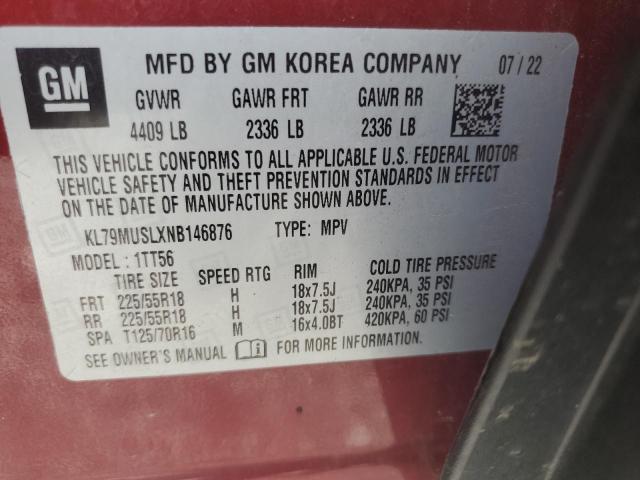 GM MFD BY GM KOREA COMPANY 07/22
GVWR GAWR FRT GAWR RR
4409 LB 2336 LB 2336 LB
THIS VEHICLE CONFORMS TO ALL APPLICABLE U.S. FEDERAL MOTOR
VEHICLE SAFETY AND THEFT PREVENTION STANDARDS IN EFFECT
ON THE DATE OF MANUFACTURE SHOWN ABOVE.
KL79MUSLXNB146876 TYPE: MPV
MODEL: 1TT56
TIRE SIZE SPEED RTG RIM COLD TIRE PRESSURE
FRT 225/55R18 H 18x7.5J 240KPA, 35 PSI
RR 225/55R18 H 18x7.5J 240KPA, 35 PSI
SPA T125/70R16 M 16x4.0BT 420KPA, 60 PSI
SEE OWNER'S MANUAL FOR MORE INFORMATION.